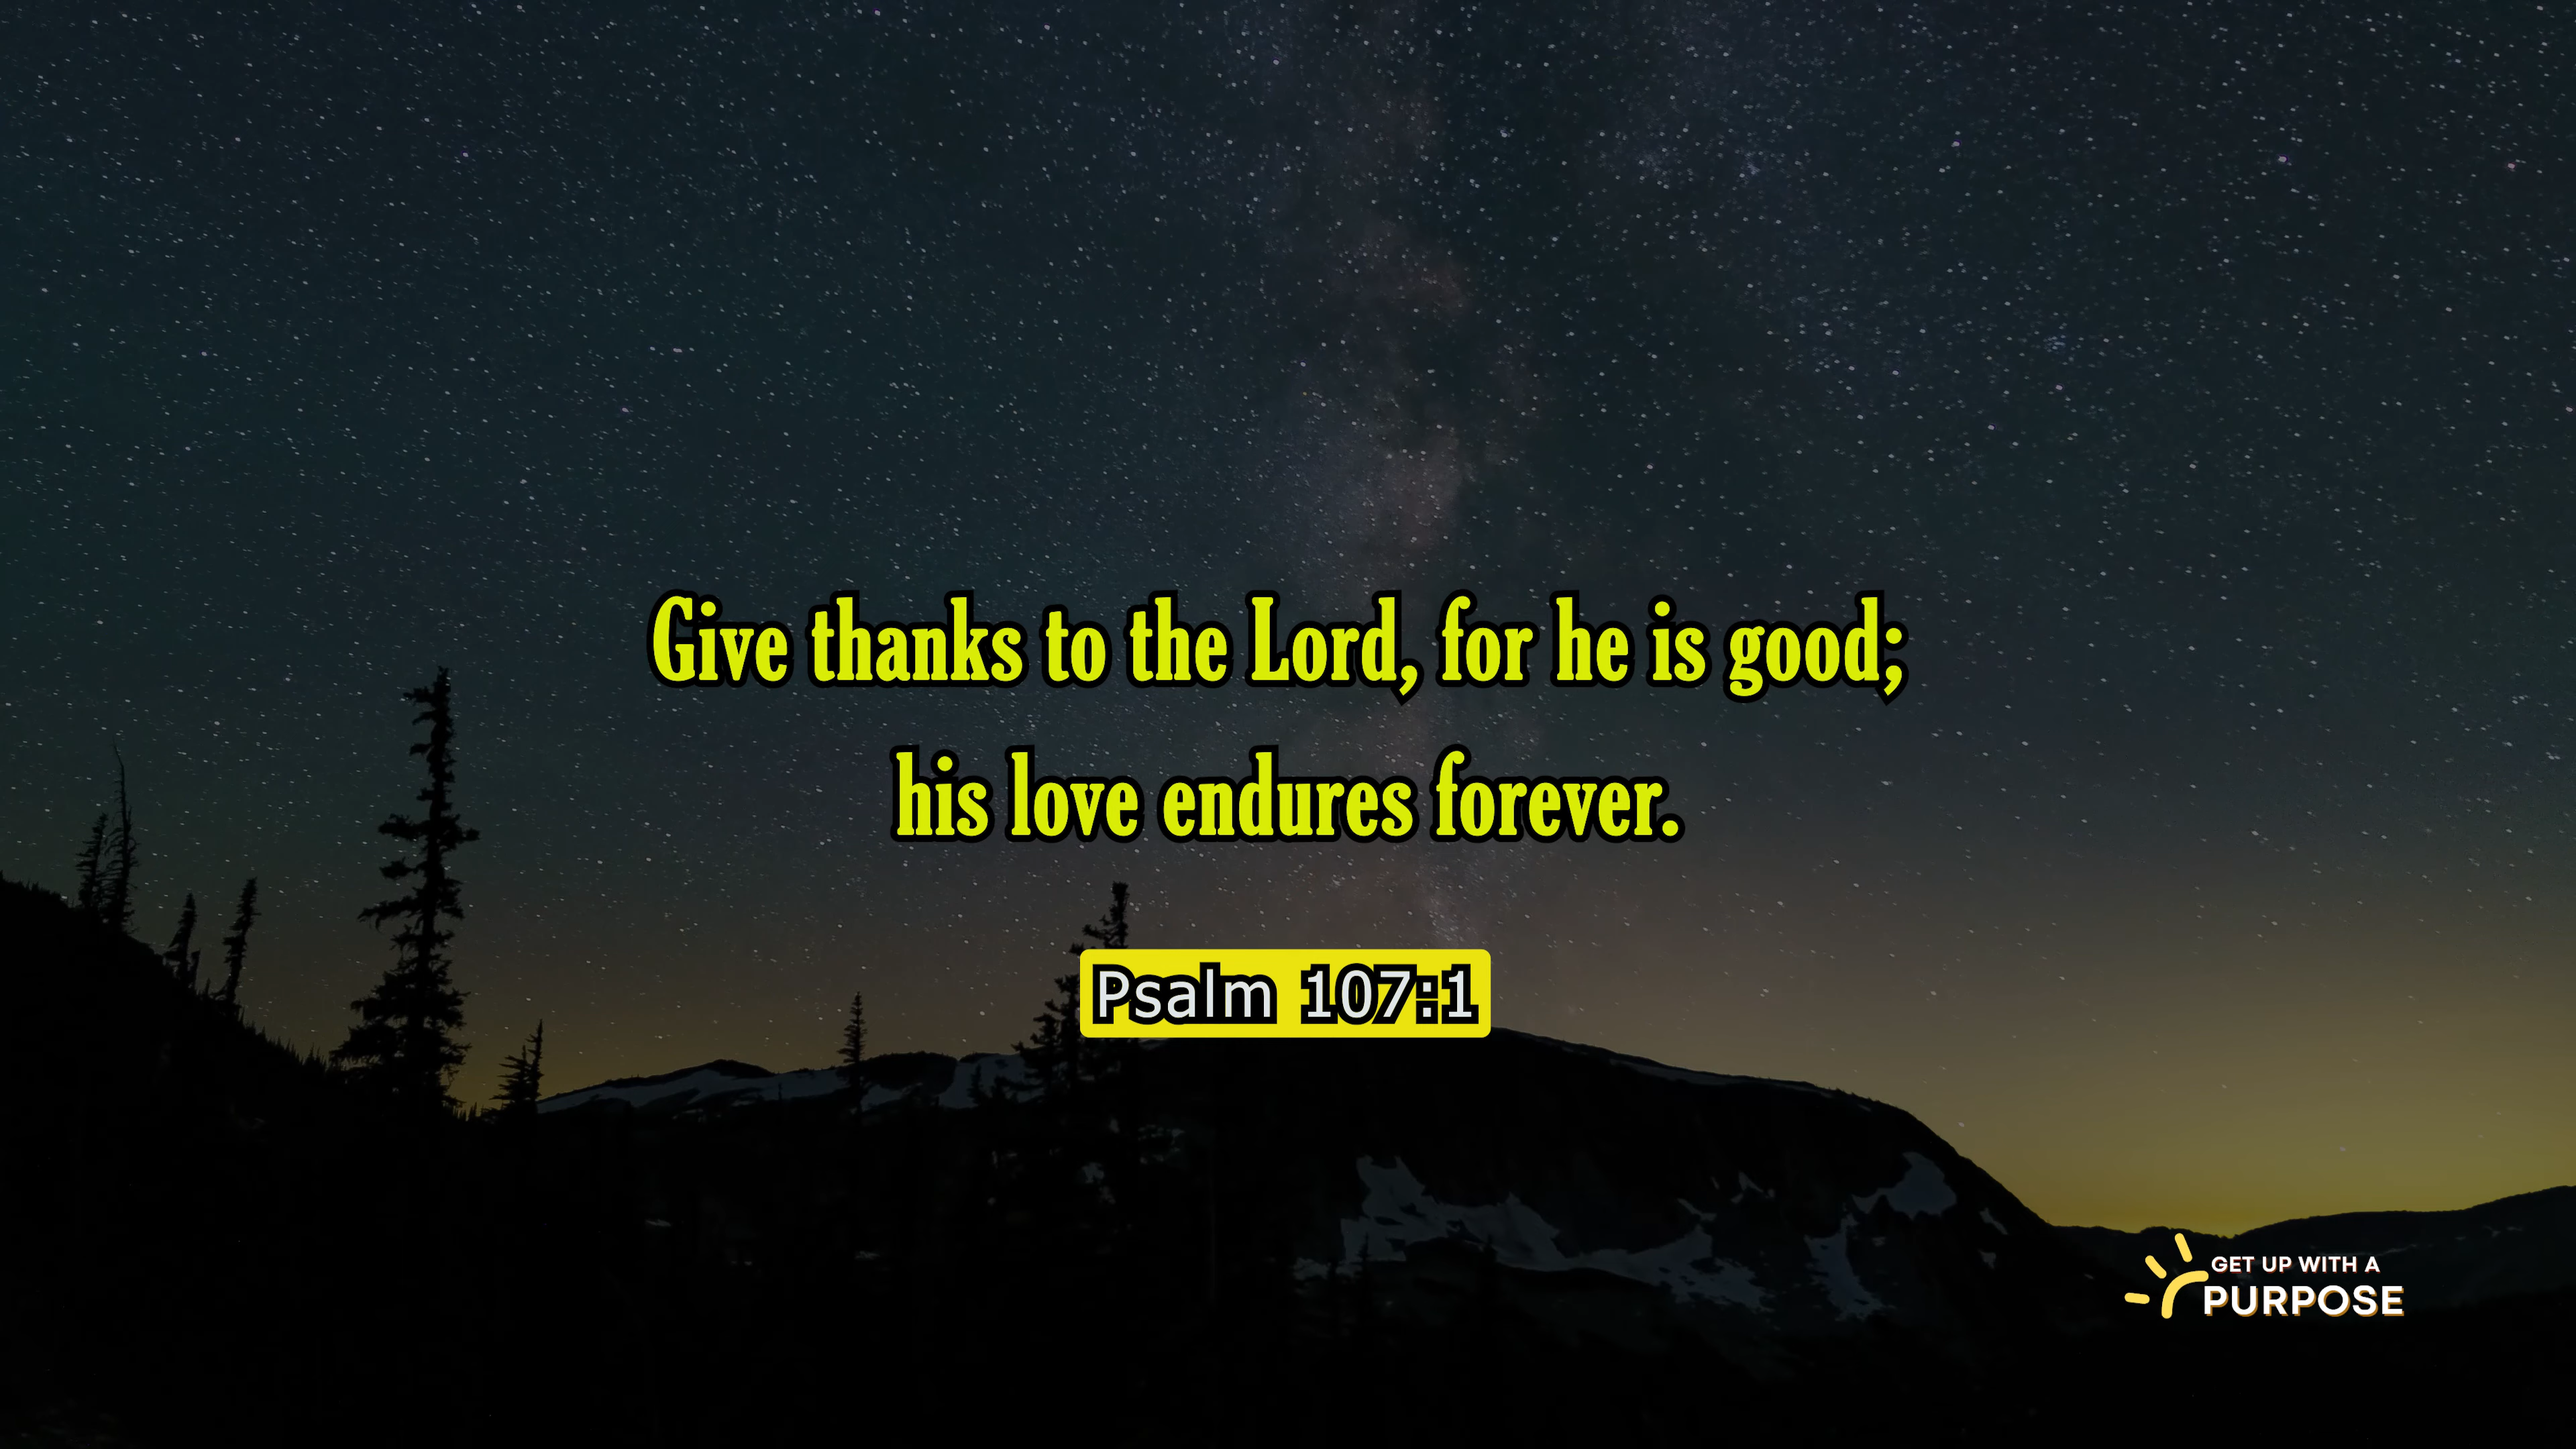 Give thanks to the Lord, for he is good;
his love endures forever.
Psalm 107:1
GET UP WITH A
PURPOSE